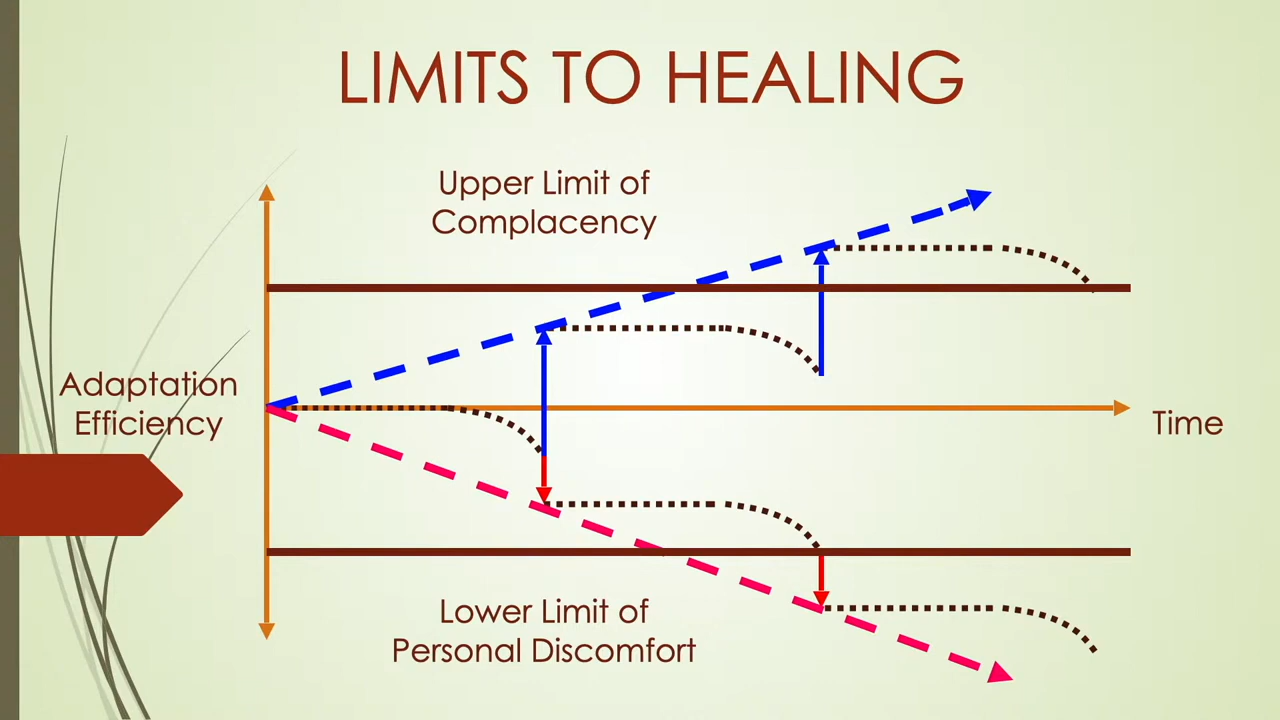 LIMITS TO HEALING
Upper Limit of
Complacency
Adaptation
Efficiency
Time
Lower Limit of
Personal Discomfort